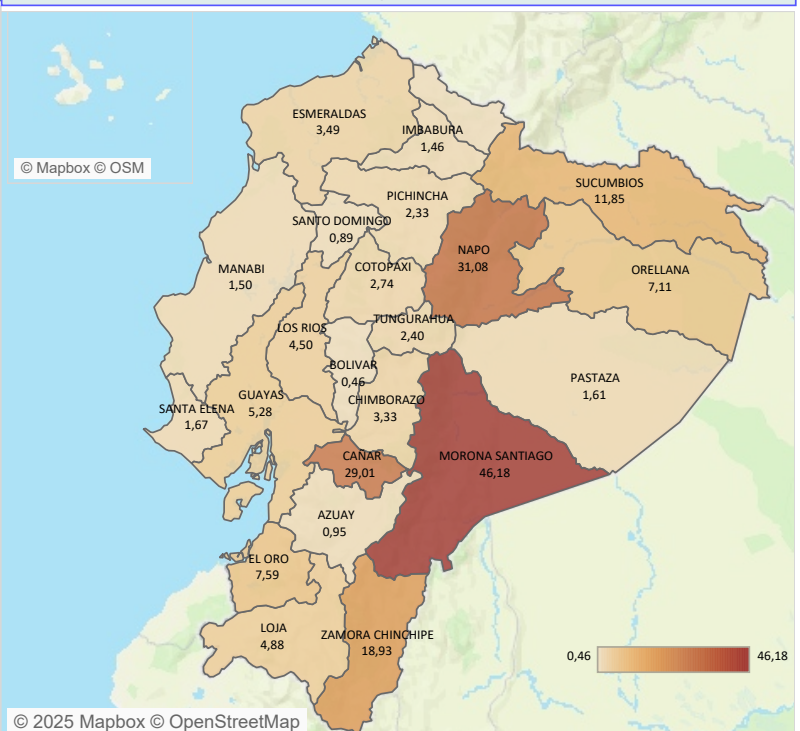 ESMERALDAS
3,49
IMBABURA
1,46
© Mapbox © OSM
SUCUMBIOS
11,85
PICHINCHA
2,33
SANTO DOMINGO
0,89
NAPO
31,08
MANABI
1,50
COTOPAXI
2,74
ORELLANA
7,11
TUNGURAHUA
2,40
LOS RIOS
4,50
BOLIVAR
0,46
PASTAZA
1,61
GUAYAS
5,28
CHIMBORAZO
3,33
SANTA ELENA
1,67
CAÑAR
29,01
MORONA SANTIAGO
46,18
AZUAY
0,95
EL ORO
7,59
LOJA
4,88
ZAMORA CHINCHIPE
18,93
0,46
46,18
© 2025 Mapbox © OpenStreetMap